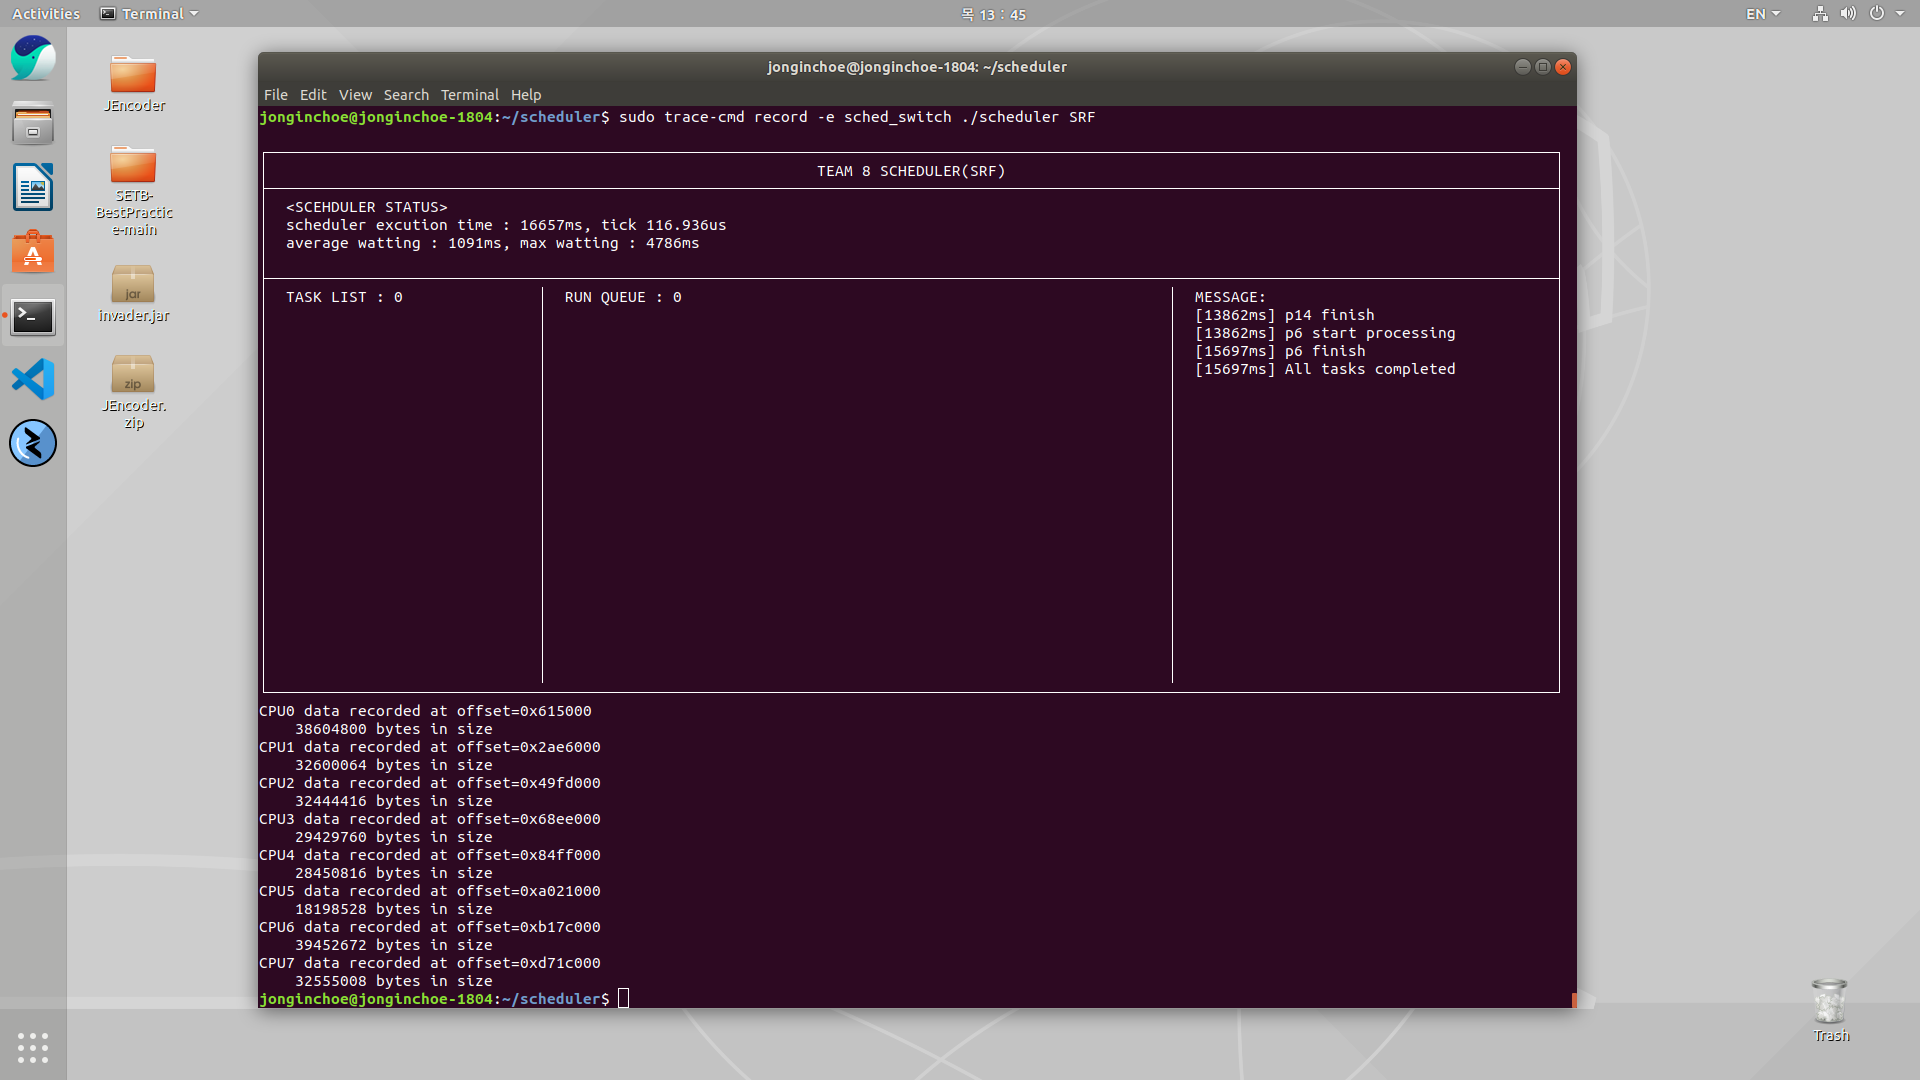 Activities
Terminal
목 13 : 45
EN
JEncoder
SETB-
BestPractic
e-main
jar
invader.jar
zip
JEncoder.
zip
Trash
jonginchoe@jonginchoe-1804: ~/scheduler
File Edit View Search Terminal Help
jonginchoe@jonginchoe-1804:~/scheduler$ sudo trace-cmd record -e sched_switch ./scheduler SRF
TEAM 8 SCHEDULER(SRF)
<SCEHDULER STATUS>
scheduler excution time : 16657ms, tick 116.936us
average watting : 1091ms, max watting : 4786ms
TASK LIST : 0
RUN QUEUE : 0
MESSAGE:
[13862ms] p14 finish
[13862ms] p6 start processing
[15697ms] p6 finish
[15697ms] All tasks completed
CPU0 data recorded at offset=0x615000
38604800 bytes in size
CPU1 data recorded at offset=0x2ae6000
32600064 bytes in size
CPU2 data recorded at offset=0x49fd000
32444416 bytes in size
CPU3 data recorded at offset=0x68ee000
29429760 bytes in size
CPU4 data recorded at offset=0x84ff000
28450816 bytes in size
CPU5 data recorded at offset=0xa021000
18198528 bytes in size
CPU6 data recorded at offset=0xb17c000
39452672 bytes in size
CPU7 data recorded at offset=0xd71c000
32555008 bytes in size
jonginchoe@jonginchoe-1804:~/scheduler$